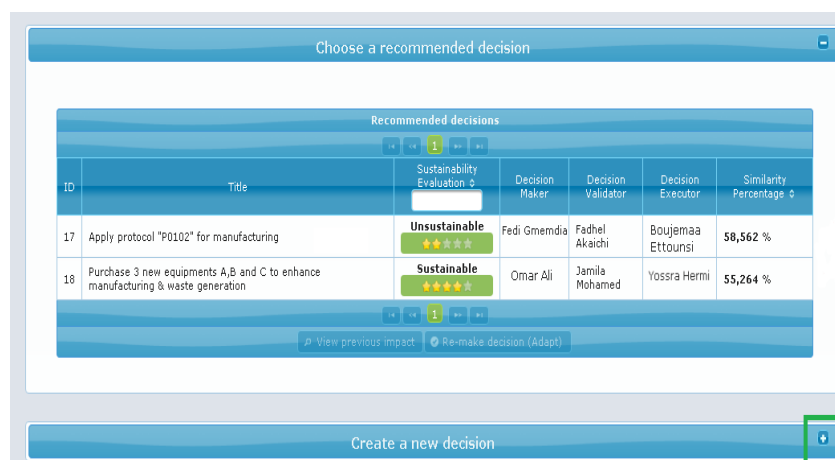 Choose a recommended decision
Recommended decisions
1
ID
Title
Sustainability
Evaluation
Decision
Maker
Decision
Validator
Decision
Executor
Similarity
Percentage
17
Apply protocol "P0102" for manufacturing
Unsustainable
Fedi Gmemdia
Fadhel
Akaichi
Boujemaa
Ettounsi
58,562 %
18
Purchase 3 new equipments A,B and C to enhance
manufacturing & waste generation
Sustainable
Omar Ali
Jamila
Mohamed
Yossra Hermi
55,264 %
1
View previous impact
Re-make decision (Adapt)
Create a new decision